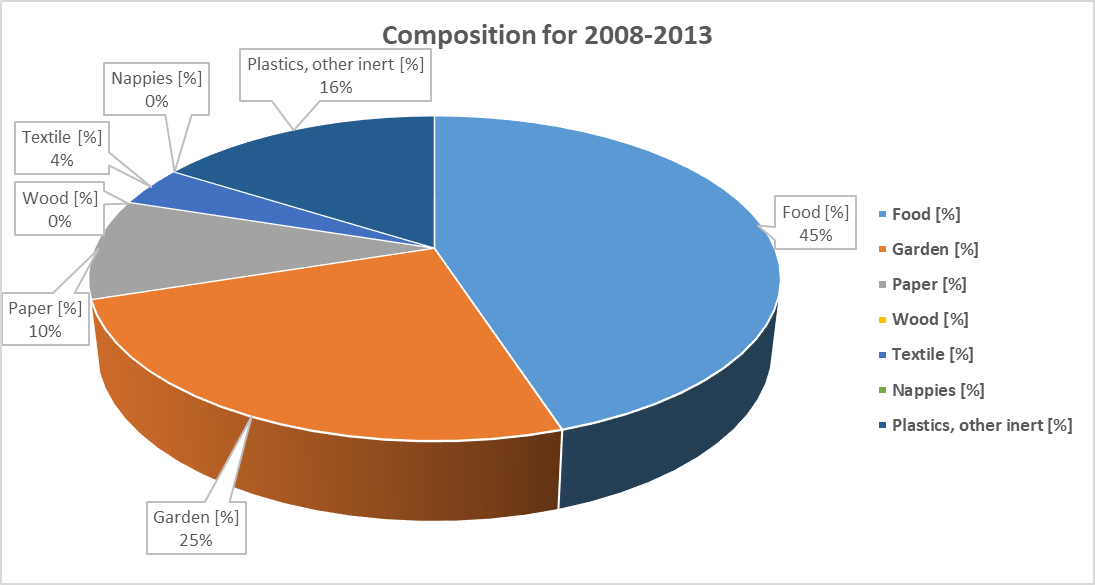 Composition for 2008-2013
Plastics, other inert [%]
16%
Nappies [%]
0%
Textile [%]
4%
Wood [%]
0%
Paper [%]
10%
Garden [%]
25%
Food [%]
45%
Food [%]
Garden [%]
Paper [%]
Wood [%]
Textile [%]
Nappies [%]
Plastics, other inert [%]